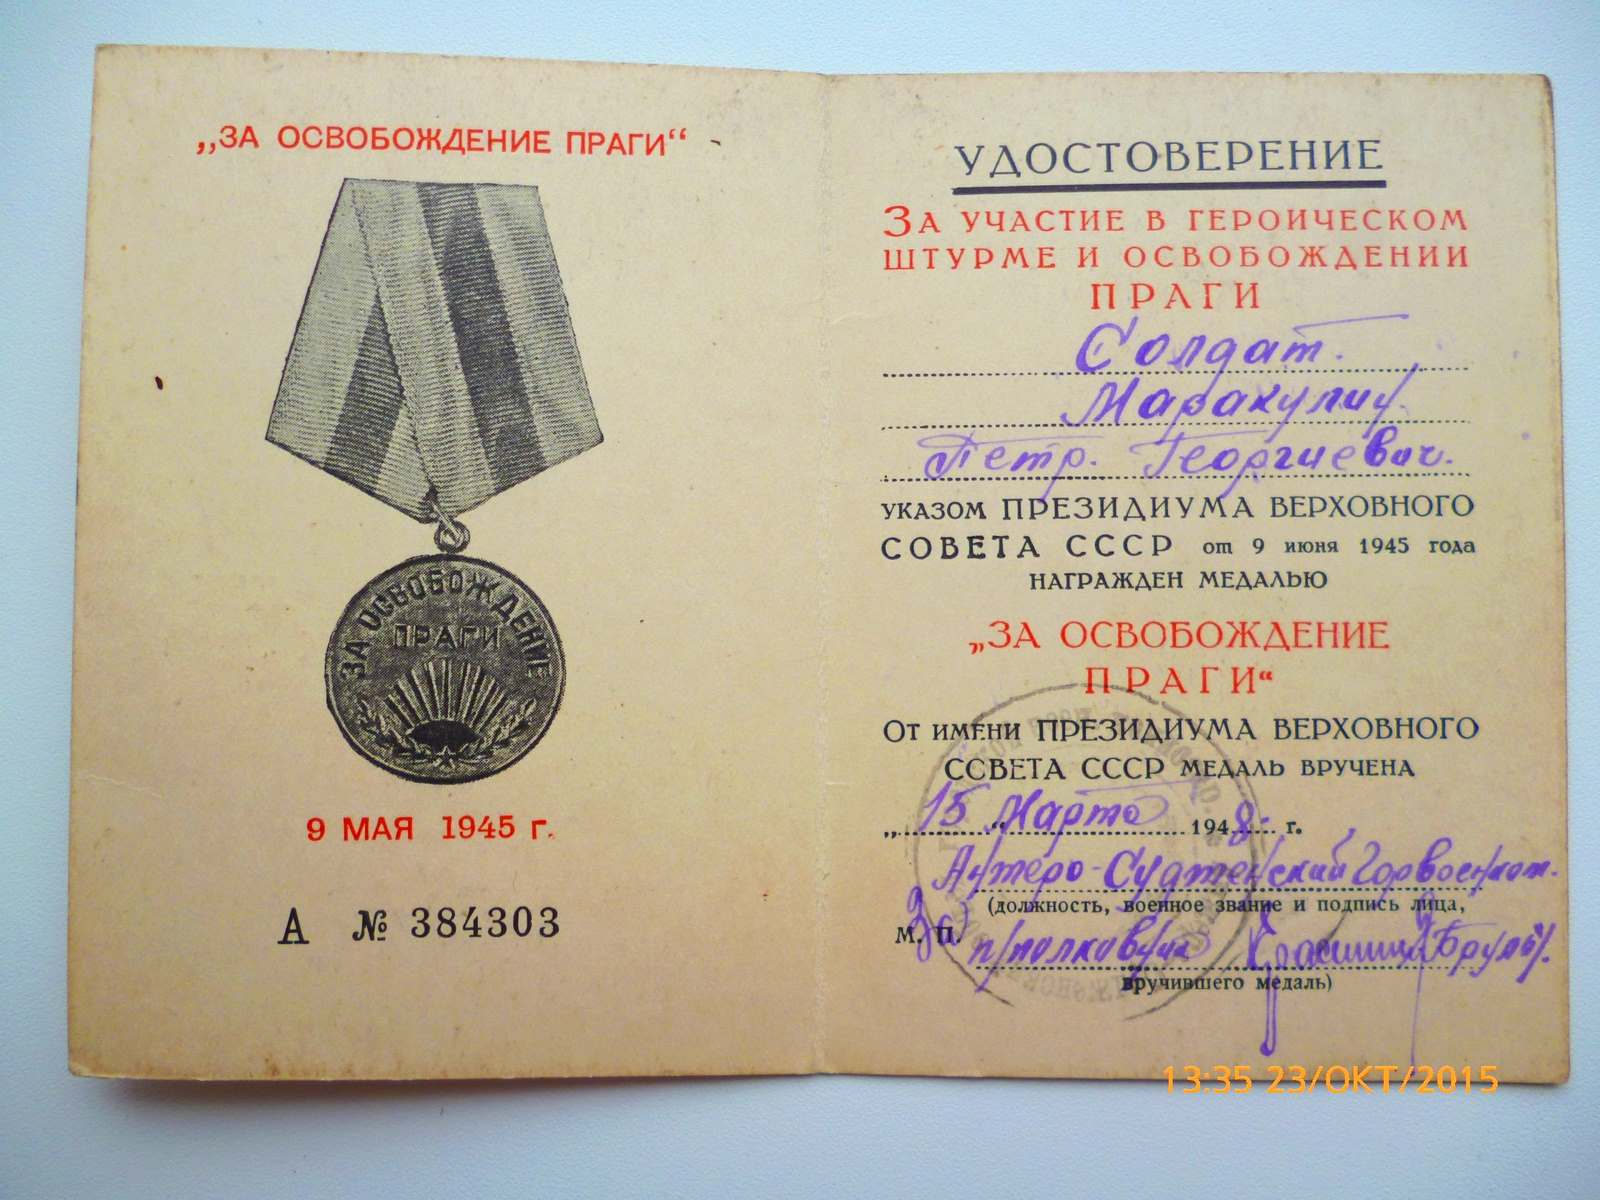 „ЗА ОСВОБОЖДЕНИЕ ПРАГИ“
ЗА ОСВОБОЖДЕНИЕ
ПРАГИ
9 МАЯ 1945 г.
А № 384303
УДОСТОВЕРЕНИЕ
ЗА УЧАСТИЕ В ГЕРОИЧЕСКОМ
ШТУРМЕ И ОСВОБОЖДЕНИИ
ПРАГИ
Солдат.
Маракулин
Петр. Георгиевич.
УКАЗОМ ПРЕЗИДИУМА ВЕРХОВНОГО
СОВЕТА СССР от 9 июня 1945 года
НАГРАЖДЕН МЕДАЛЬЮ
„ЗА ОСВОБОЖДЕНИЕ
ПРАГИ“
ОТ ИМЕНИ ПРЕЗИДИУМА ВЕРХОВНОГО
ССВЕТА СССР МЕДАЛЬ ВРУЧЕНА
„15“ Марта 1948. г.
Анжеро-Судженский Горвоенком.
(должность, военное звание и подпись лица,
М. П. п/полковник
вручившего медаль)
13:35 23/ОКТ/2015